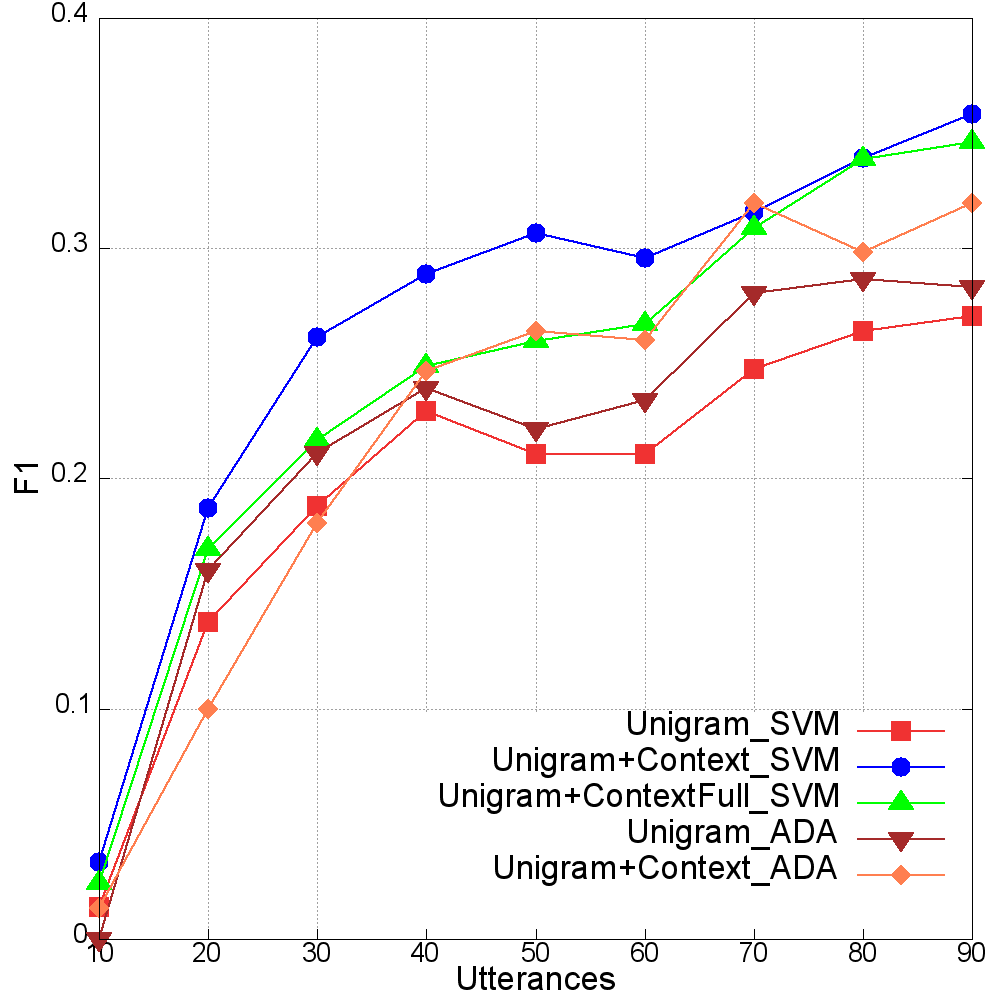 0.4
0.3
0.2
0.1
0
F1
Unigram_SVM
Unigram+Context_SVM
Unigram+ContextFull_SVM
Unigram_ADA
Unigram+Context_ADA
10 20 30 40 50 60 70 80 90
Utterances